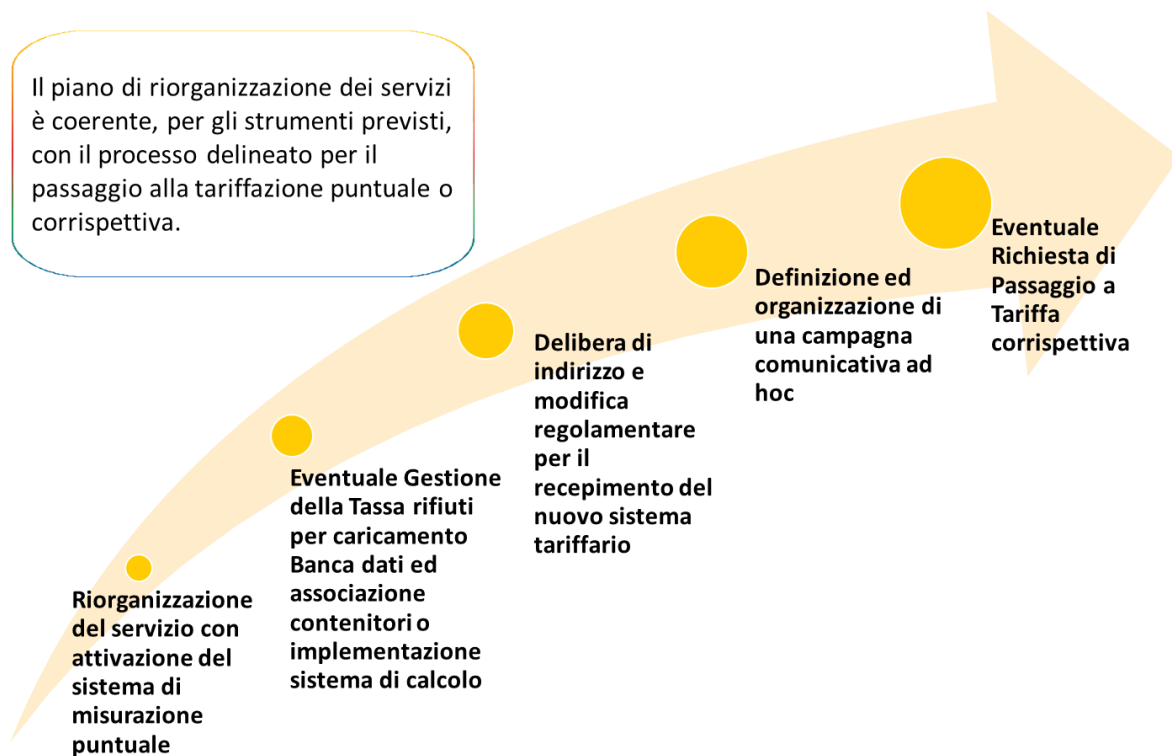 Il piano di riorganizzazione dei servizi
è coerente, per gli strumenti previsti,
con il processo delineato per il
passaggio alla tariffazione puntuale o
corrispettiva.
Riorganizzazione
del servizio con
attivazione del
sistema di
misurazione
puntuale
Eventuale Gestione
della Tassa rifiuti
per caricamento
Banca dati ed
associazione
contenitori o
implementazione
sistema di calcolo
Delibera di
indirizzo e
modifica
regolamentare
per il
recepimento del
nuovo sistema
tariffario
Definizione ed
organizzazione di
una campagna
comunicativa ad
hoc
Eventuale
Richiesta di
Passaggio a
Tariffa
corrispettiva